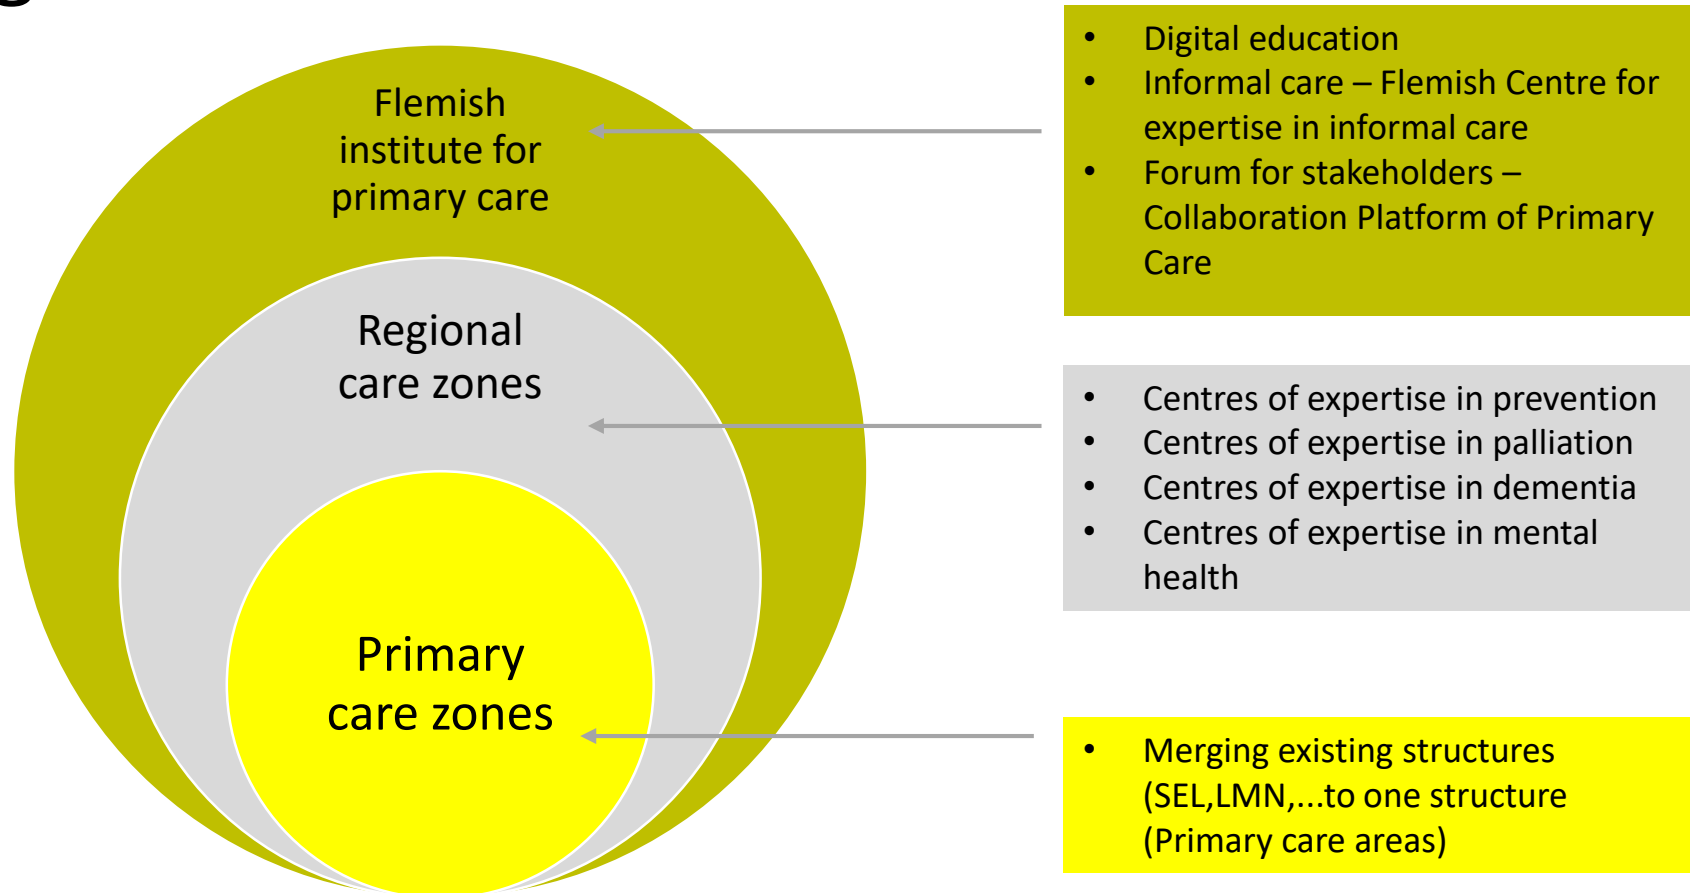 Flemish
institute for
primary care
Regional
care zones
Primary
care zones
• Digital education
• Informal care – Flemish Centre for
expertise in informal care
• Forum for stakeholders –
Collaboration Platform of Primary
Care
• Centres of expertise in prevention
• Centres of expertise in palliation
• Centres of expertise in dementia
• Centres of expertise in mental
health
• Merging existing structures
(SEL,LMN,...to one structure
(Primary care areas)